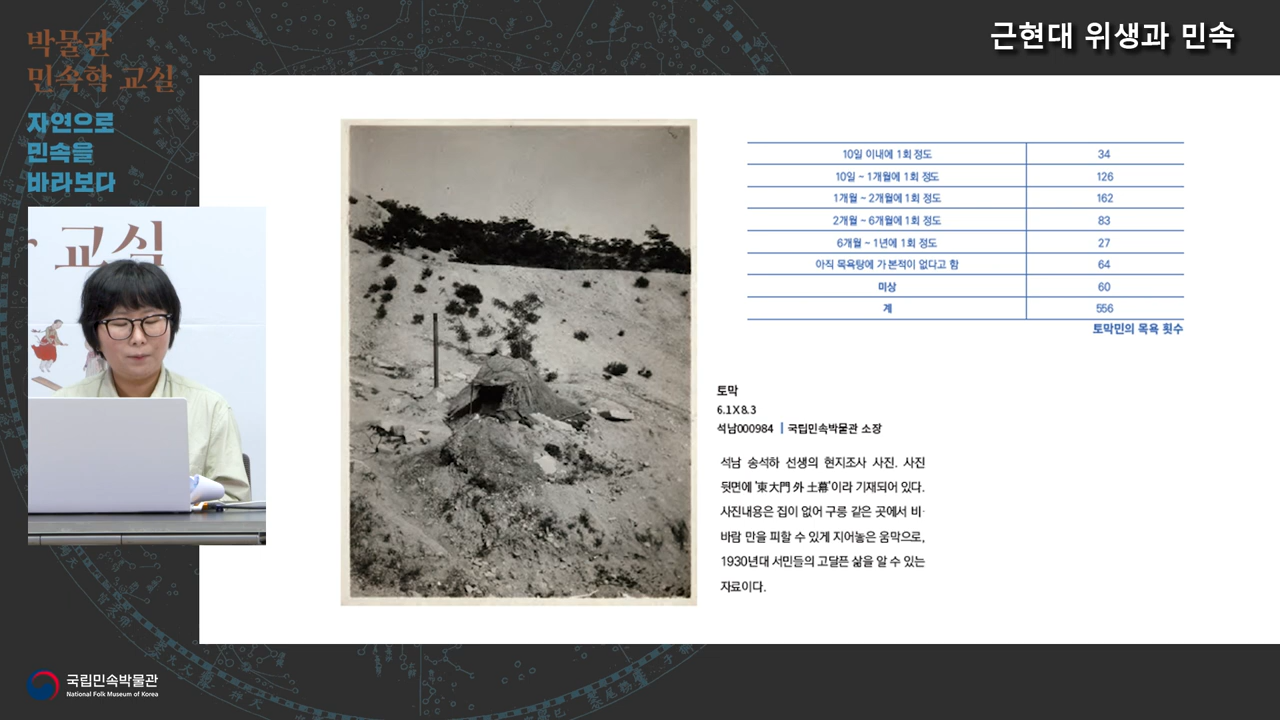 근현대 위생과 민속
박물관
민속학 교실
자연으로
민속을
바라보다
교실
10일 이내에 1회 정도 34
10일 ~ 1개월에 1회 정도 126
1개월 ~ 2개월에 1회 정도 162
2개월 ~ 6개월에 1회 정도 83
6개월 ~ 1년에 1회 정도 27
아직 목욕탕에 가 본적이 없다고 함 64
미상 60
계 556
토막민의 목욕 횟수
토막
6.1X8.3
석남000984 | 국립민속박물관 소장
석남 송석하 선생의 현지조사 사진. 사진
뒷면에 '東大門 外 土幕'이라 기재되어 있다.
사진내용은 집이 없어 구릉 같은 곳에서 비·
바람 만을 피할 수 있게 지어놓은 움막으로,
1930년대 서민들의 고달픈 삶을 알 수 있는
자료이다.
국립민속박물관
National Folk Museum of Korea